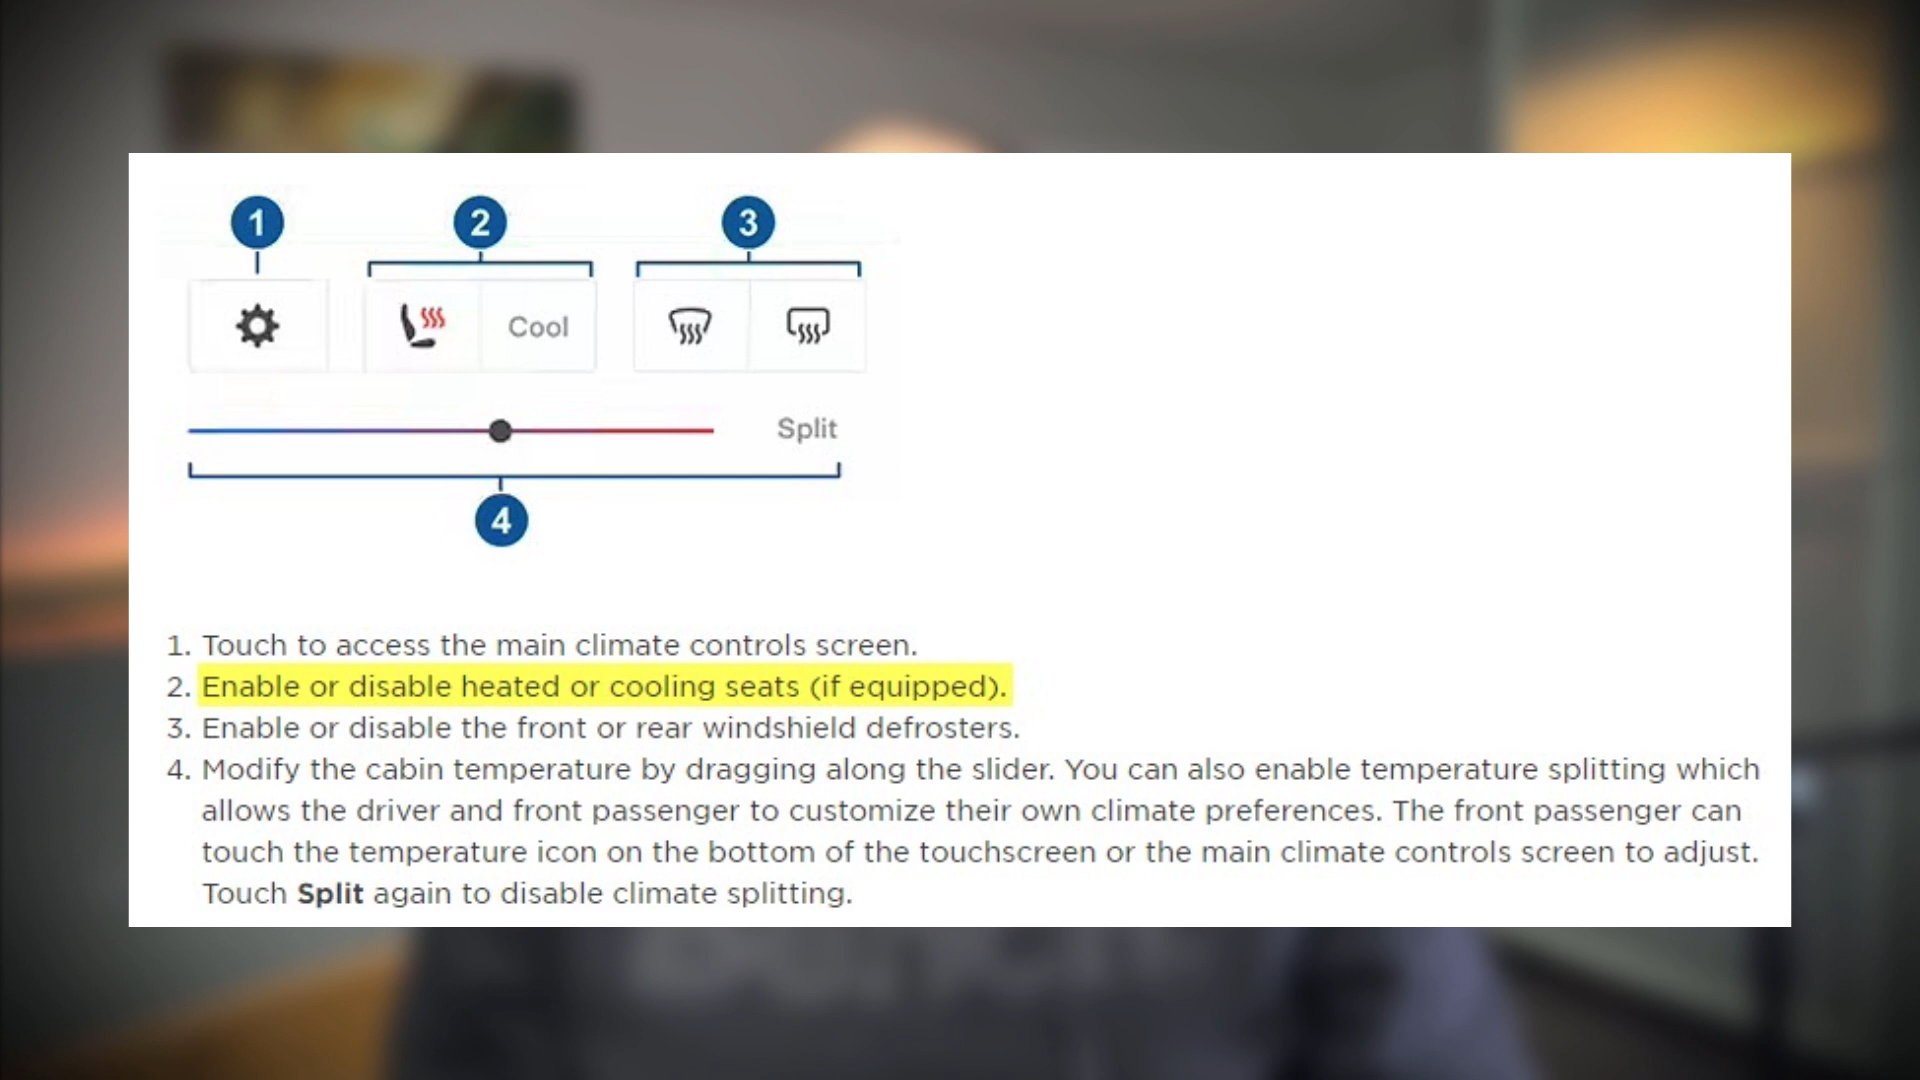 1 2 3
Cool
Split
4
1. Touch to access the main climate controls screen.
2. Enable or disable heated or cooling seats (if equipped).
3. Enable or disable the front or rear windshield defrosters.
4. Modify the cabin temperature by dragging along the slider. You can also enable temperature splitting which
allows the driver and front passenger to customize their own climate preferences. The front passenger can
touch the temperature icon on the bottom of the touchscreen or the main climate controls screen to adjust.
Touch Split again to disable climate splitting.